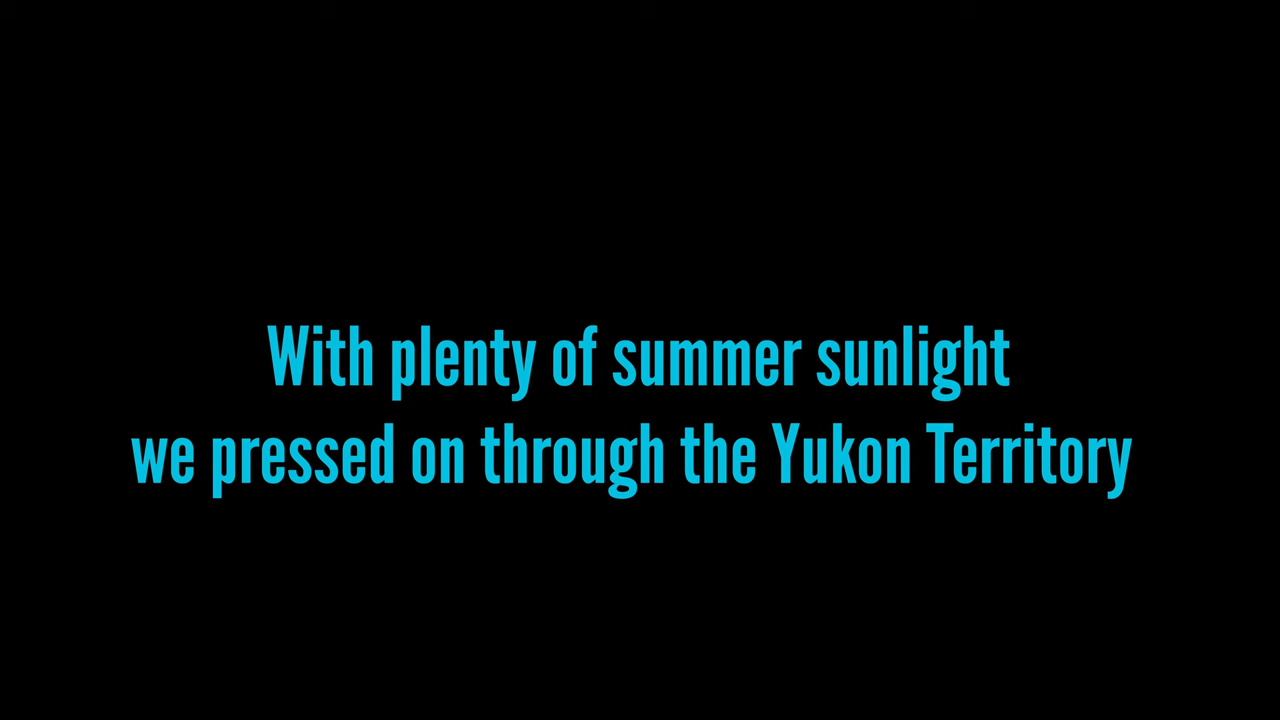 With plenty of summer sunlight
we pressed on through the Yukon Territory